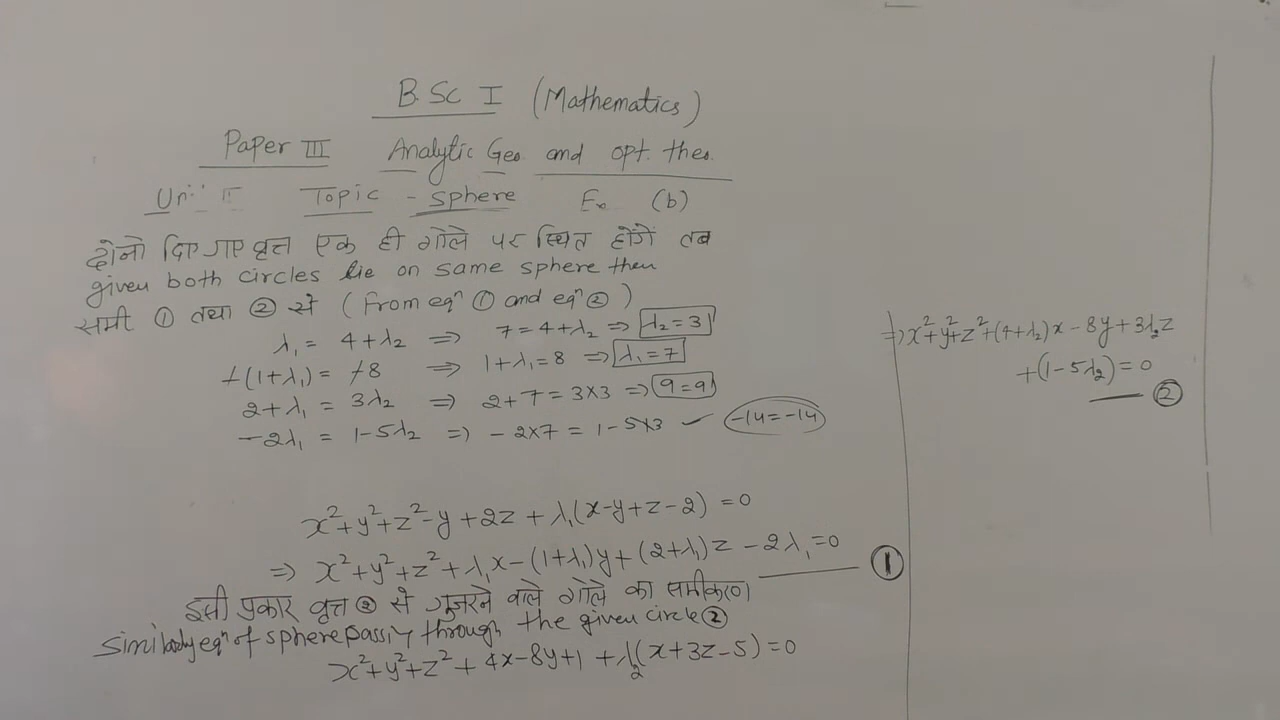 B.Sc I (Mathematics)
Paper III Analytic Geo and opt. theo.
Topic - sphere Ex (b)
दोनो दिए गए वृत्त एक ही गोले पर स्थित होगें तब
given both circles lie on same sphere then
समी ① तथा ② से (From eqⁿ ① and eqⁿ ②)
λ₁ = 4+λ₂ ⇒ 7=4+λ₂ ⇒ λ₂=3
-(1+λ₁) = -8 ⇒ 1+λ₁=8 ⇒ λ₁=7
2+λ₁ = 3λ₂ ⇒ 2+7=3×3 ⇒ 9=9
-2λ₁ = 1-5λ₂ ⇒ -2×7 = 1-5×3 ✓ -14=-14
x²+y²+z²-y+2z+λ₁(x-y+z-2)=0
⇒ x²+y²+z²+λ₁x-(1+λ₁)y+(2+λ₁)z-2λ₁=0 ①
इसी प्रकार वृत्त ② से गुजरने वाले गोले का समीकरण
eqⁿ of sphere through the given circle ②
x²+y²+z²+4x-8y+1+λ₂(x+3z-5)=0
⇒ x²+y²+z²+(4+λ₂)x-8y+3λ₂z
+(1-5λ₂)=0
②